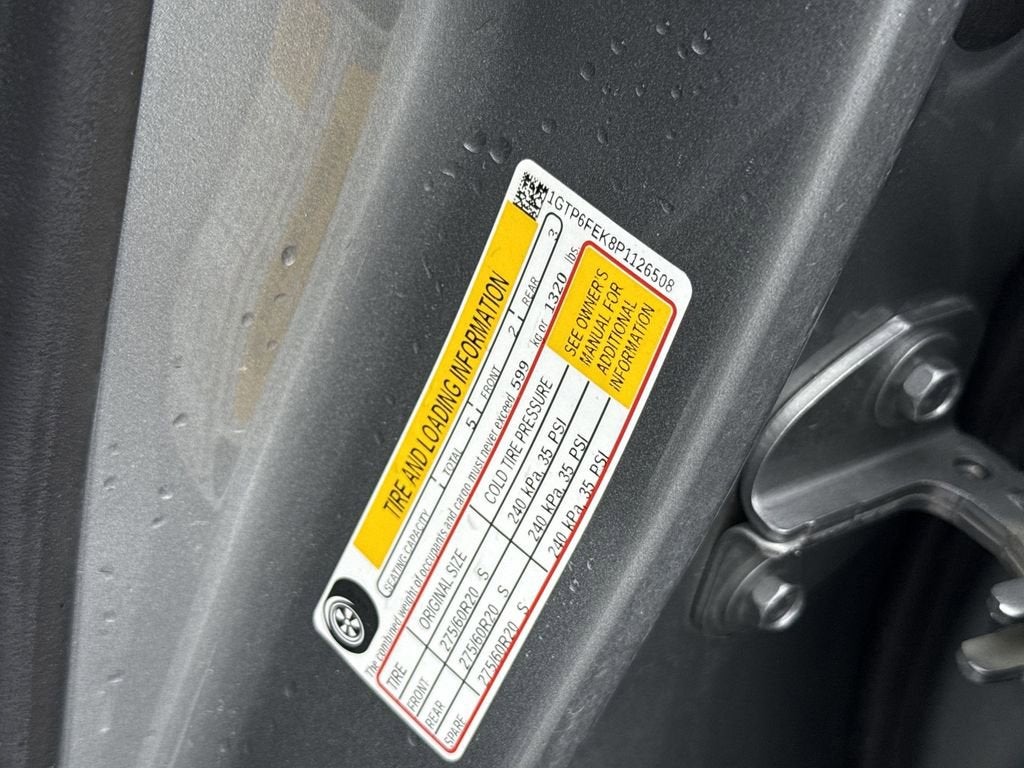 1GTP6FEK8P1126508
TIRE AND LOADING INFORMATION
SEATING CAPACITY TOTAL 5 FRONT 2 REAR 3
The combined weight of occupants and cargo must never exceed 599 kg or 1320 lbs.
TIRE ORIGINAL SIZE COLD TIRE PRESSURE
FRONT 275/60R20 S 240 kPa, 35 PSI
REAR 275/60R20 S 240 kPa, 35 PSI
SPARE 275/60R20 S 240 kPa, 35 PSI
SEE OWNER'S
MANUAL FOR
ADDITIONAL
INFORMATION